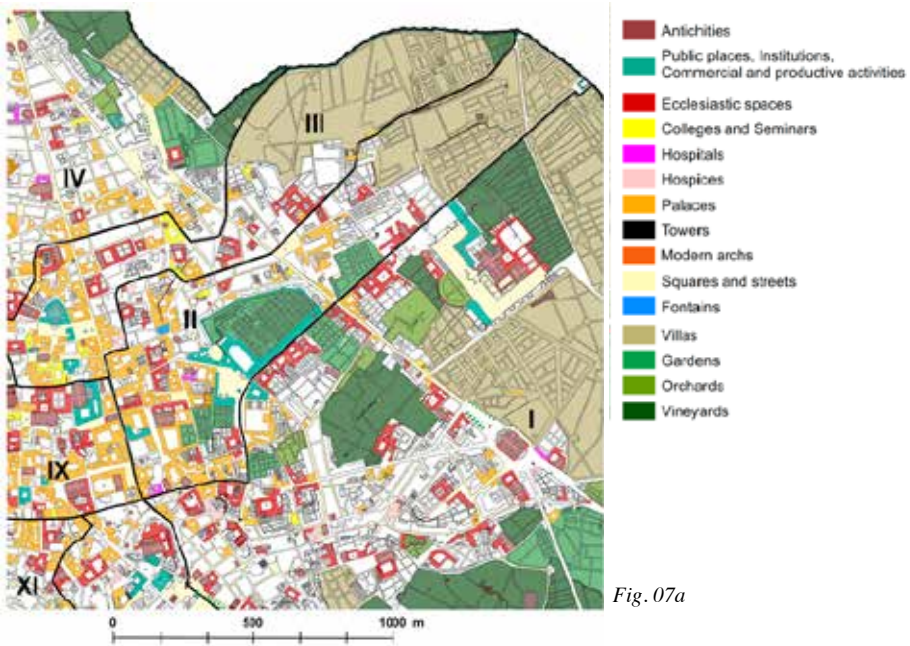 III
IV
II
I
IX
XI
0 500 1000 m
Antichities
Public places, Institutions,
Commercial and productive activities
Ecclesiastic spaces
Colleges and Seminars
Hospitals
Hospices
Palaces
Towers
Modern archs
Squares and streets
Fontains
Villas
Gardens
Orchards
Vineyards
Fig. 07a